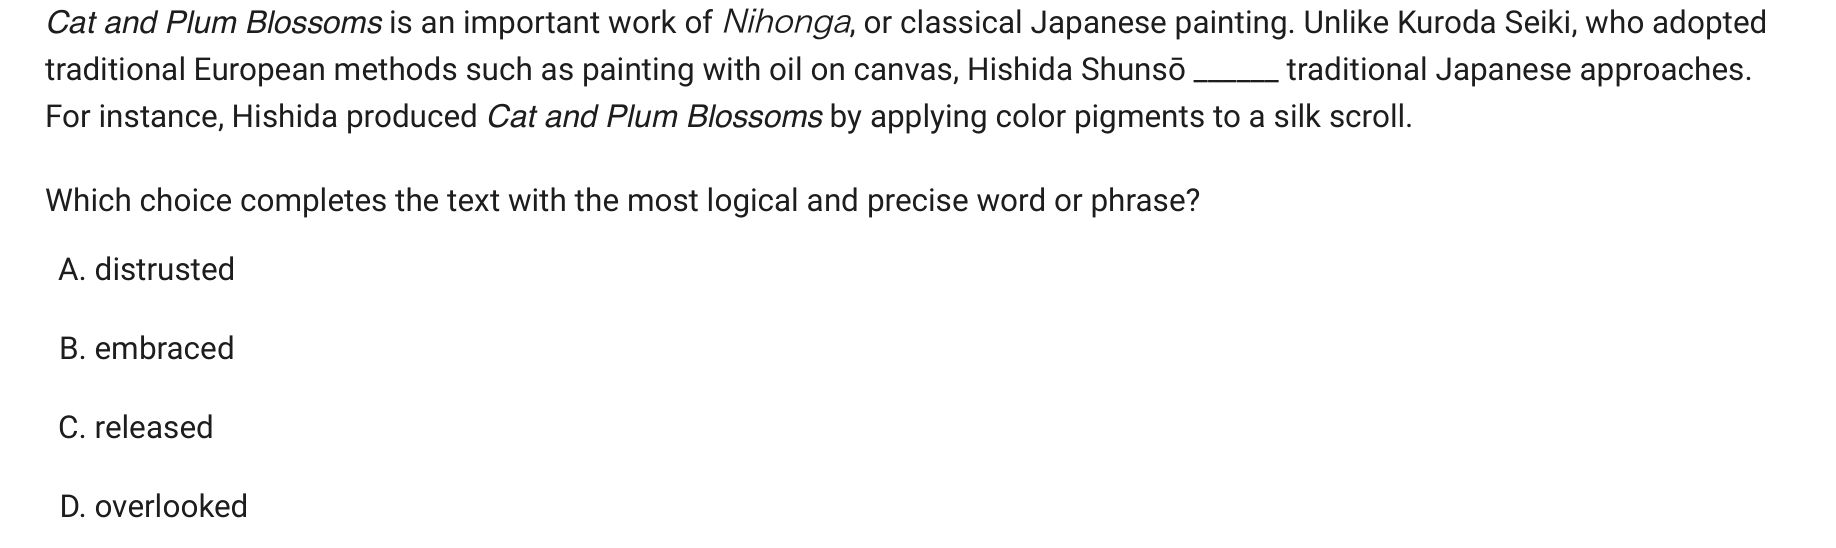 Cat and Plum Blossoms is an important work of Nihonga, or classical Japanese painting. Unlike Kuroda Seiki, who adopted
traditional European methods such as painting with oil on canvas, Hishida Shunsō ______ traditional Japanese approaches.
For instance, Hishida produced Cat and Plum Blossoms by applying color pigments to a silk scroll.
Which choice completes the text with the most logical and precise word or phrase?
A. distrusted
B. embraced
C. released
D. overlooked